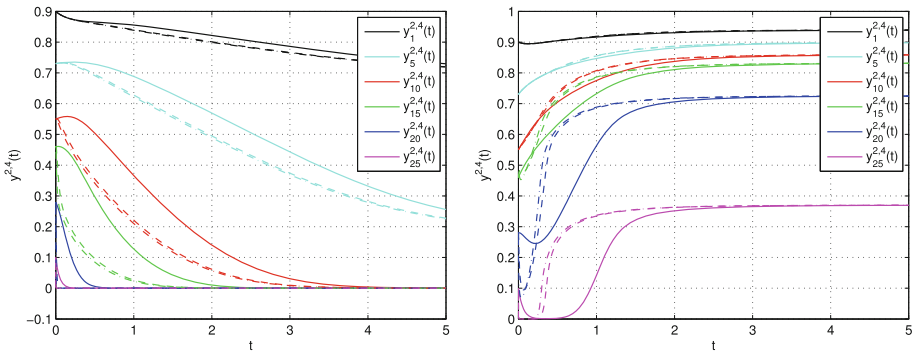 0.9
0.8
0.7
0.6
0.5
0.4
0.3
0.2
0.1
0
−0.1
y^{2,4}(t)
0 1 2 3 4 5
t
y_1^{2,4}(t)
y_5^{2,4}(t)
y_{10}^{2,4}(t)
y_{15}^{2,4}(t)
y_{20}^{2,4}(t)
y_{25}^{2,4}(t)
1
0.9
0.8
0.7
0.6
0.5
0.4
0.3
0.2
0.1
0
y^{2,4}(t)
0 1 2 3 4 5
t
y_1^{2,4}(t)
y_5^{2,4}(t)
y_{10}^{2,4}(t)
y_{15}^{2,4}(t)
y_{20}^{2,4}(t)
y_{25}^{2,4}(t)